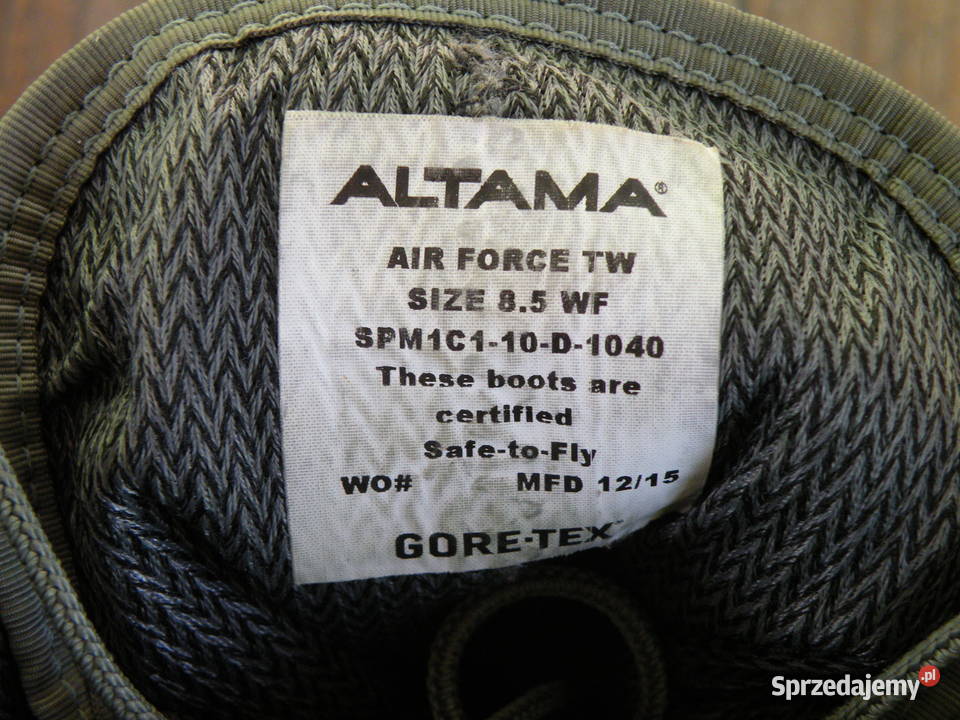 ALTAMA®
AIR FORCE TW
SIZE 8.5 WF
SPM1C1-10-D-1040
These boots are
certified
Safe-to-Fly
WO# MFD 12/15
GORE-TEX™
Sprzedajemy.pl